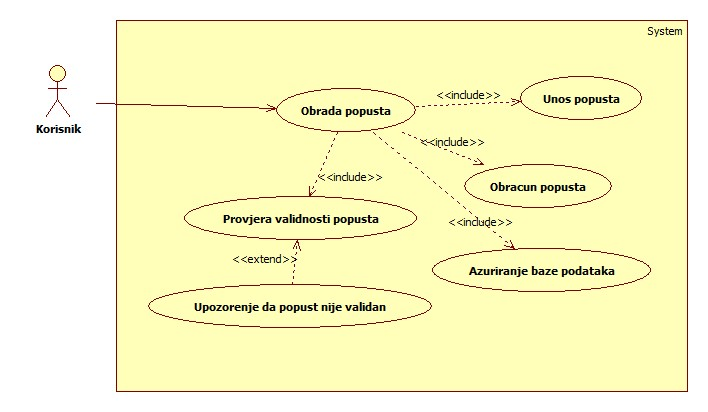 System
<<include>>
Unos popusta
Obrada popusta
Korisnik
<<include>>
<<include>>
Obracun popusta
Provjera validnosti popusta
<<include>>
<<extend>>
Azuriranje baze podataka
Upozorenje da popust nije validan